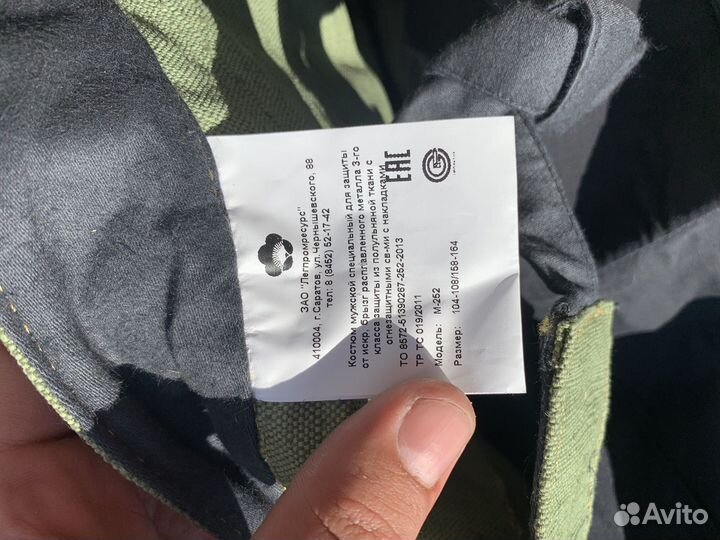 ЗАО "Легпромресурс"
410004, г.Саратов, ул.Чернышевского, 88
тел: 8 (8452) 52-17-42
Костюм мужской специальный для защиты
от искр, брызг расплавленного металла 3-го
класса защиты из полульняной ткани с
огнезащитными св-ми с накладками
ТО 8572-51390267-252-2013
ТР ТС 019/2011
Модель: М-252
Размер: 104-108/158-164
ЕАС
Avito